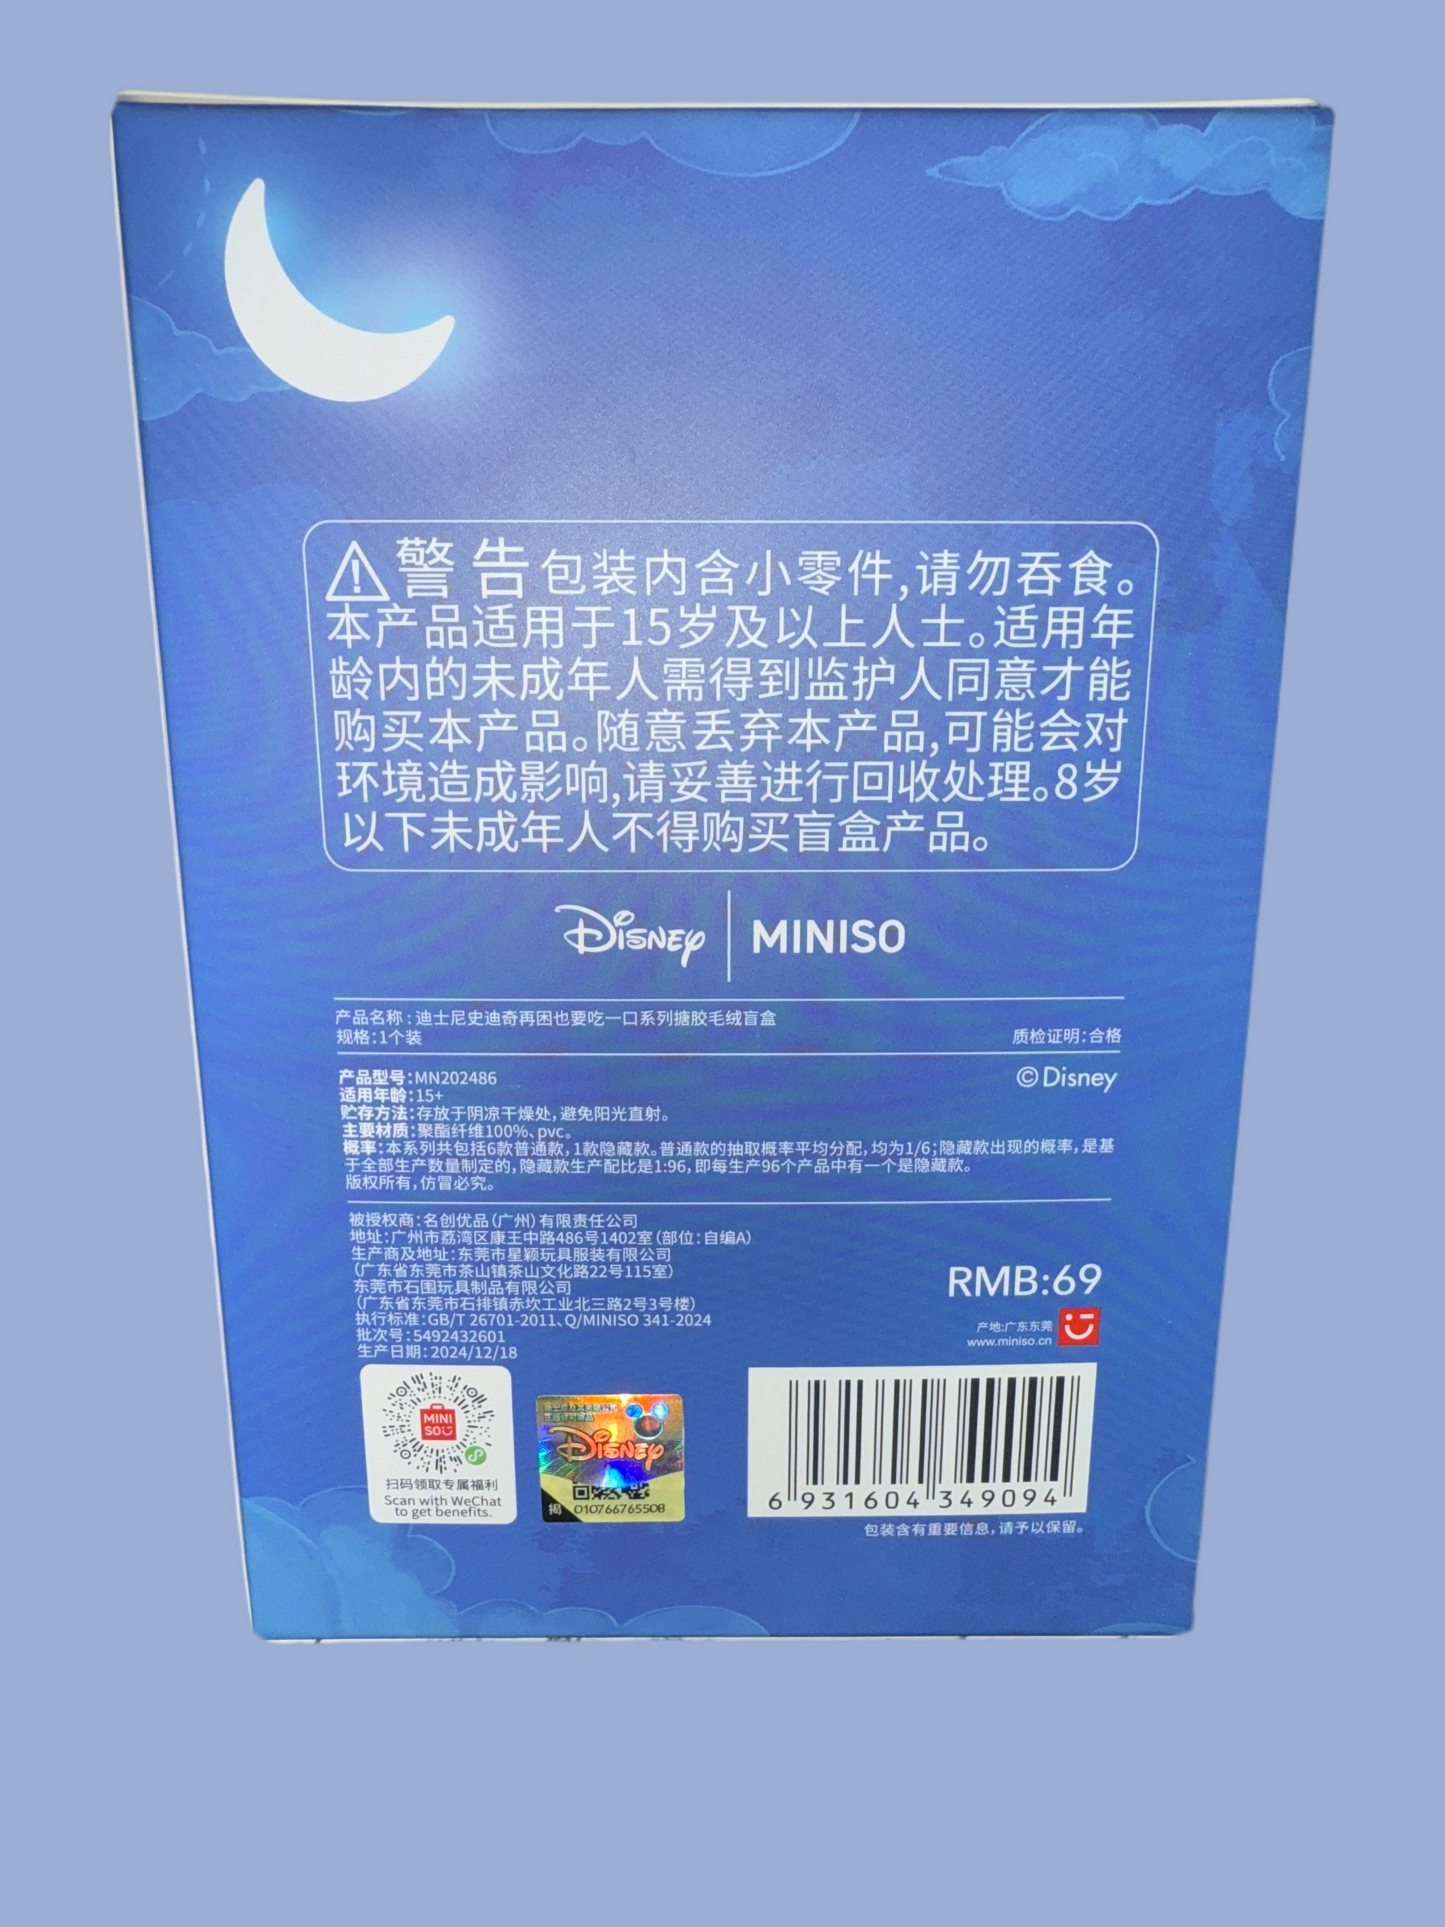 警告包装内含小零件,请勿吞食。
本产品适用于15岁及以上人士。适用年
龄内的未成年人需得到监护人同意才能
购买本产品。随意丢弃本产品,可能会对
环境造成影响,请妥善进行回收处理。8岁
以下未成年人不得购买盲盒产品。
Disney | MINISO
产品名称:迪士尼史迪奇再困也要吃一口系列搪胶毛绒盲盒
规格:1个装
质检证明:合格
产品型号:MN202486
©Disney
适用年龄:15+
贮存方法:存放于阴凉干燥处,避免阳光直射。
主要材质:聚酯纤维100%、pvc。
概率:本系列共包括6款普通款,1款隐藏款。普通款的抽取概率平均分配,均为1/6;隐藏款出现的概率,是基
于全部生产数量制定的,隐藏款生产配比是1:96,即每生产96个产品中有一个是隐藏款。
版权所有,仿冒必究。
被授权商:名创优品(广州)有限责任公司
地址:广州市荔湾区康王中路486号1402室(部位:自编A)
生产商及地址:东莞市星颖玩具服装有限公司
(广东省东莞市茶山镇茶山文化路22号115室)
东莞市石围玩具制品有限公司
(广东省东莞市石排镇赤坎工业北三路2号3号楼)
执行标准:GB/T 26701-2011、Q/MINISO 341-2024
批次号:5492432601
生产日期:2024/12/18
RMB:69
产地:广东东莞
www.miniso.cn
MINI
SO
扫码领取专属福利
Scan with WeChat
to get benefits.
Disney
揭 010766765508
6 931604 349094
包装含有重要信息,请予以保留。